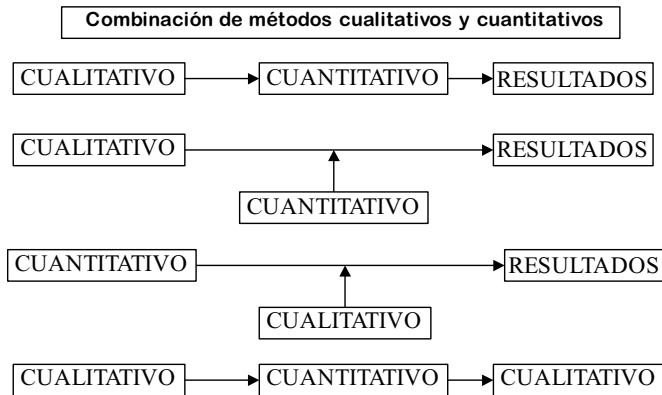 Combinación de métodos cualitativos y cuantitativos
CUALITATIVO CUANTITATIVO RESULTADOS
CUALITATIVO RESULTADOS
CUANTITATIVO
CUANTITATIVO RESULTADOS
CUALITATIVO
CUALITATIVO CUANTITATIVO CUALITATIVO